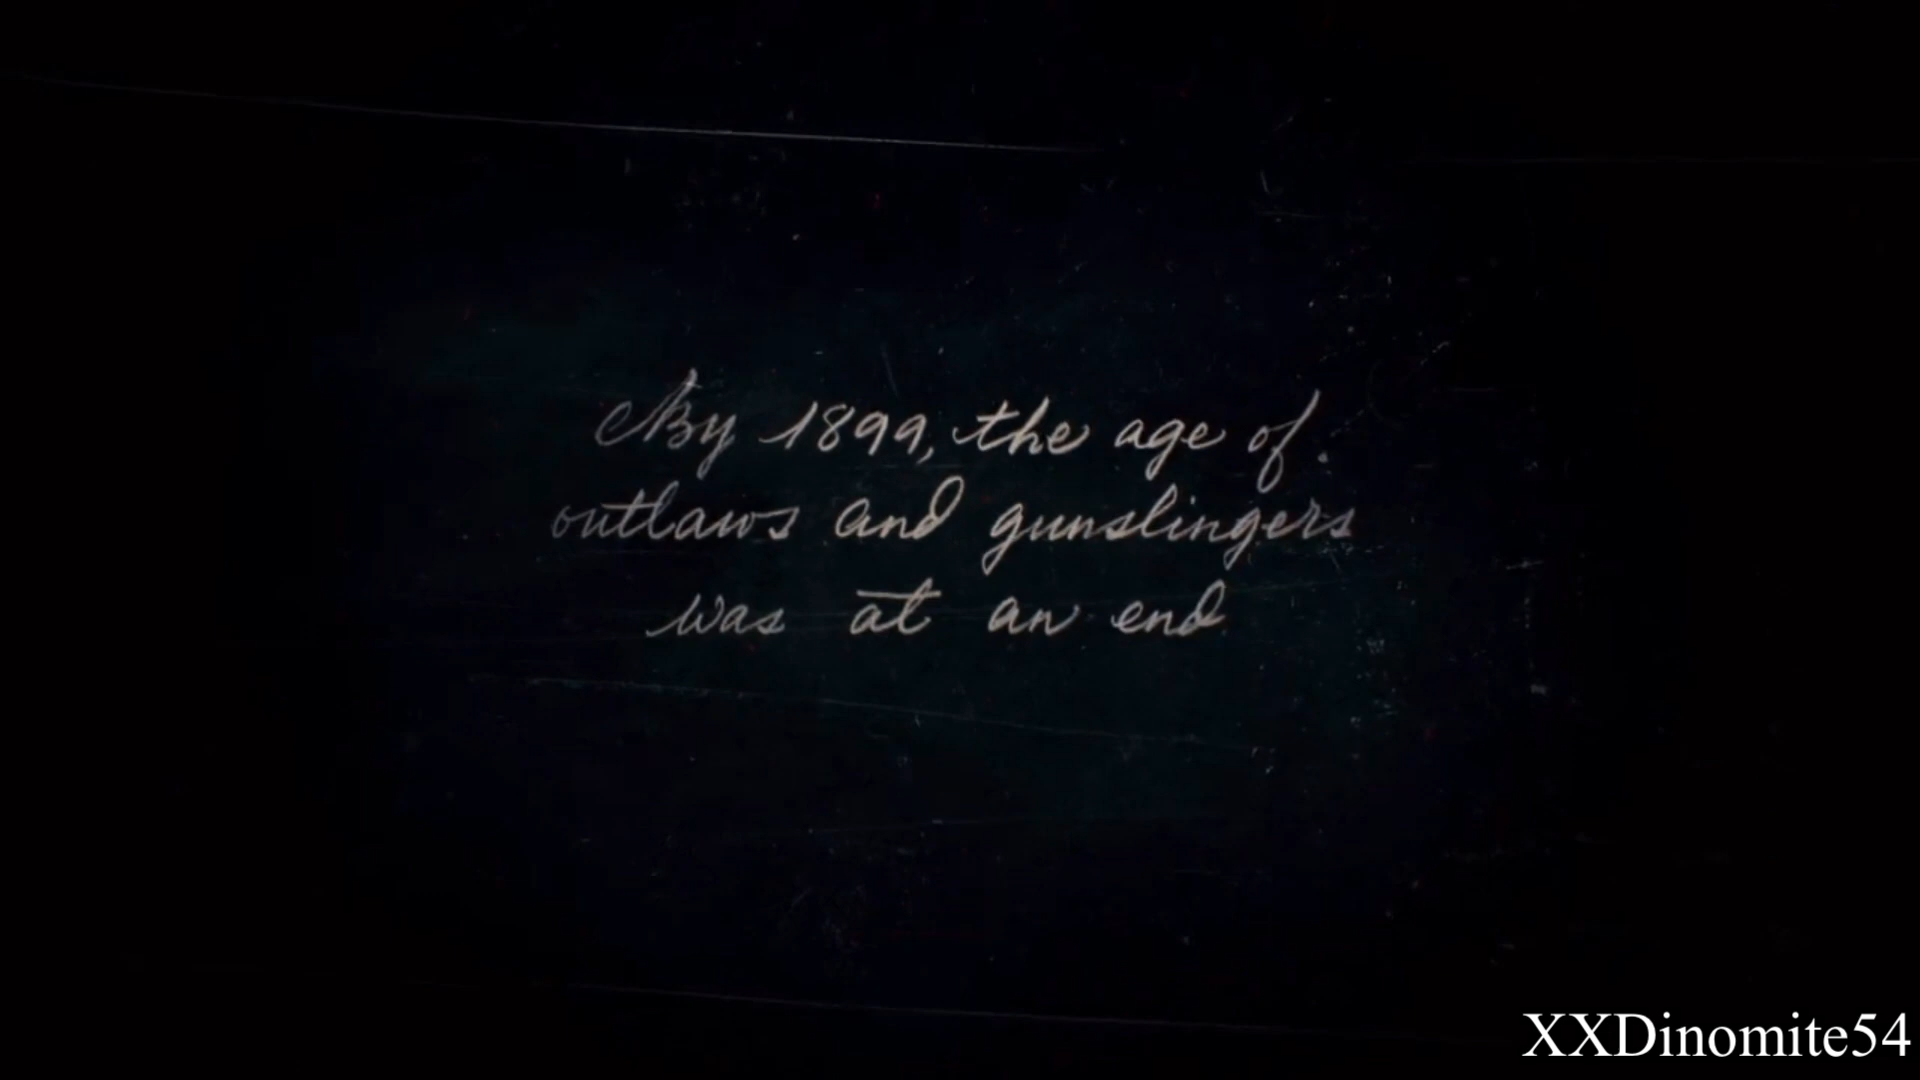 By 1899, the age of
outlaws and gunslingers
was at an end
XXDinomite54